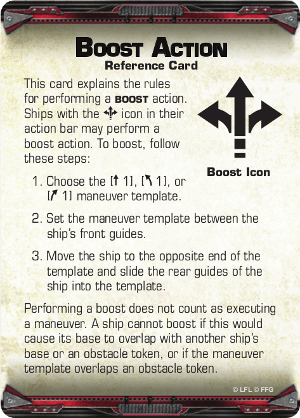 BOOST ACTION
Reference Card
This card explains the rules
for performing a BOOST action.
Ships with the icon in their
action bar may perform a
boost action. To boost, follow
these steps:
Boost Icon
1. Choose the [⬆ 1], [↰ 1], or
[↱ 1] maneuver template.
2. Set the maneuver template between the
ship's front guides.
3. Move the ship to the opposite end of the
template and slide the rear guides of the
ship into the template.
Performing a boost does not count as executing
a maneuver. A ship cannot boost if this would
cause its base to overlap with another ship's
base or an obstacle token, or if the maneuver
template overlaps an obstacle token.
© LFL © FFG